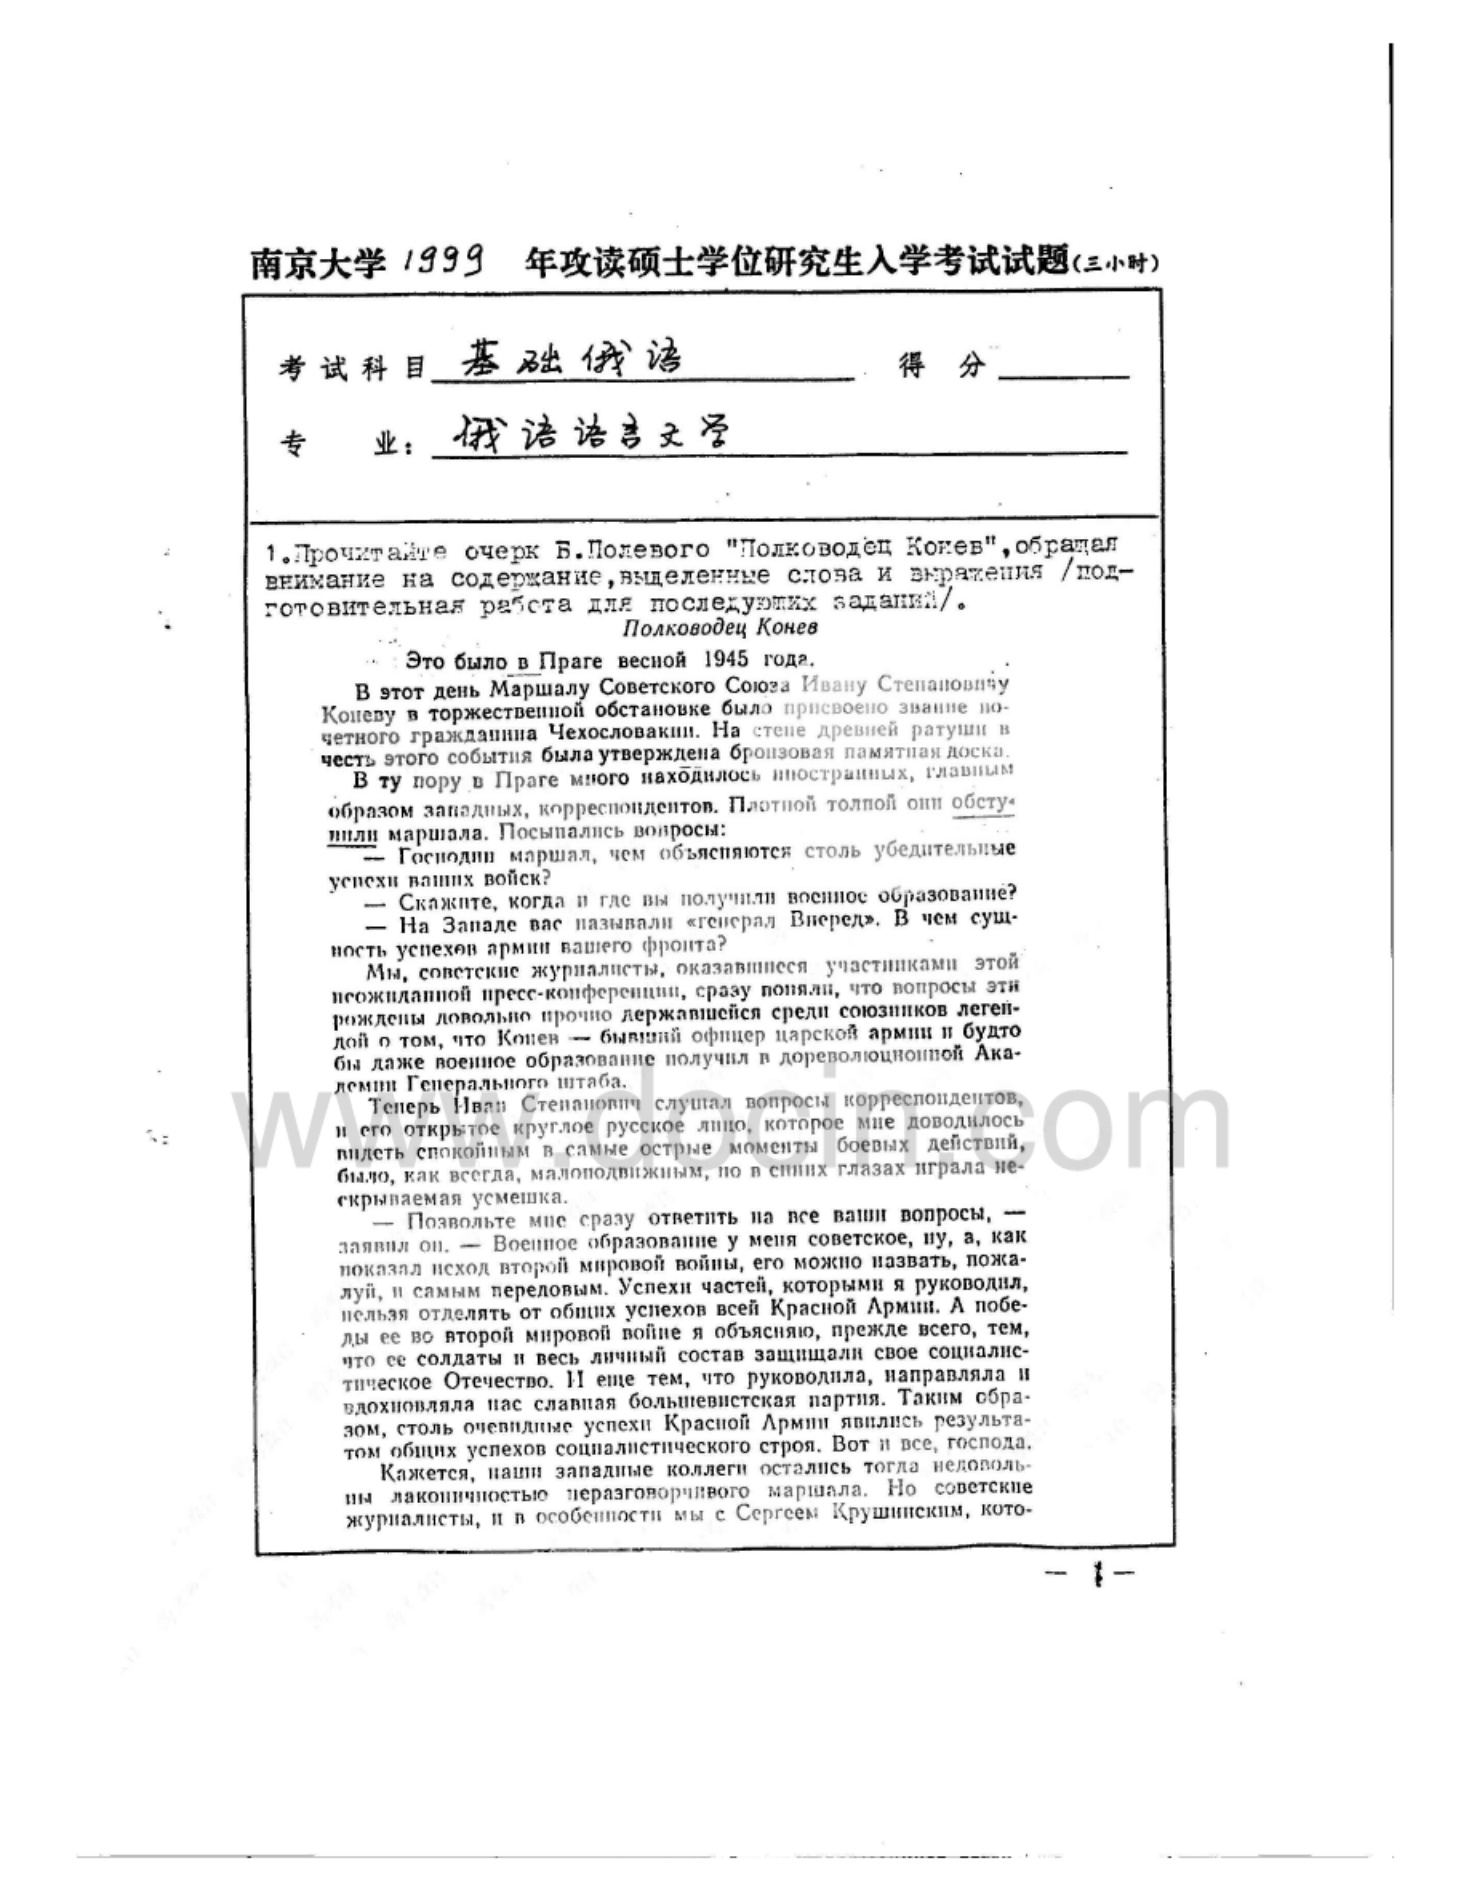 南京大学 1999 年攻读硕士学位研究生入学考试试题(三小时)
考试科目 基础俄语 得分
专 业: 俄语语言文学
1.Прочитайте очерк Б.Полевого "Полководец Конев",обращая
внимание на содержание,выделенные слова и выражения /под-
готовительная работа для последующих заданий/.
Полководец Конев
Это было в Праге весной 1945 года.
В этот день Маршалу Советского Союза Ивану Степановичу
Коневу в торжественной обстановке было присвоено звание по-
четного гражданина Чехословакии. На стене древней ратуши в
честь этого события была утверждена бронзовая памятная доска.
В ту пору в Праге много находилось иностранных, главным
образом западных, корреспондентов. Плотной толпой они обсту-
пили маршала. Посыпались вопросы:
— Господин маршал, чем объясняются столь убедительные
успехи ваших войск?
— Скажите, когда и где вы получили военное образование?
— На Западе вас называли «генерал Вперед». В чем сущ-
ность успехов армии вашего фронта?
Мы, советские журналисты, оказавшиеся участниками этой
неожиданной пресс-конференции, сразу поняли, что вопросы эти
рождены довольно прочно державшейся среди союзников леген-
дой о том, что Конев — бывший офицер царской армии и будто
бы даже военное образование получил в дореволюционной Ака-
демии Генерального штаба.
Теперь Иван Степанович слушал вопросы корреспондентов,
и его открытое круглое русское лицо, которое мне доводилось
видеть спокойным в самые острые моменты боевых действий,
было, как всегда, малоподвижным, но в синих глазах играла не-
скрываемая усмешка.
— Позвольте мне сразу ответить на все ваши вопросы, —
заявил он. — Военное образование у меня советское, ну, а, как
показал исход второй мировой войны, его можно назвать, пожа-
луй, и самым передовым. Успехи частей, которыми я руководил,
нельзя отделять от общих успехов всей Красной Армии. А побе-
ды ее во второй мировой войне я объясняю, прежде всего, тем,
что ее солдаты и весь личный состав защищали свое социалис-
тическое Отечество. И еще тем, что руководила, направляла и
вдохновляла нас славная большевистская партия. Таким обра-
зом, столь очевидные успехи Красной Армии явились результа-
том общих успехов социалистического строя. Вот и все, господа.
Кажется, наши западные коллеги остались тогда недоволь-
ны лаконичностью неразговорчивого маршала. Но советские
журналисты, и в особенности мы с Сергеем Крушинским, кото-
— 1 —
www.docin.com